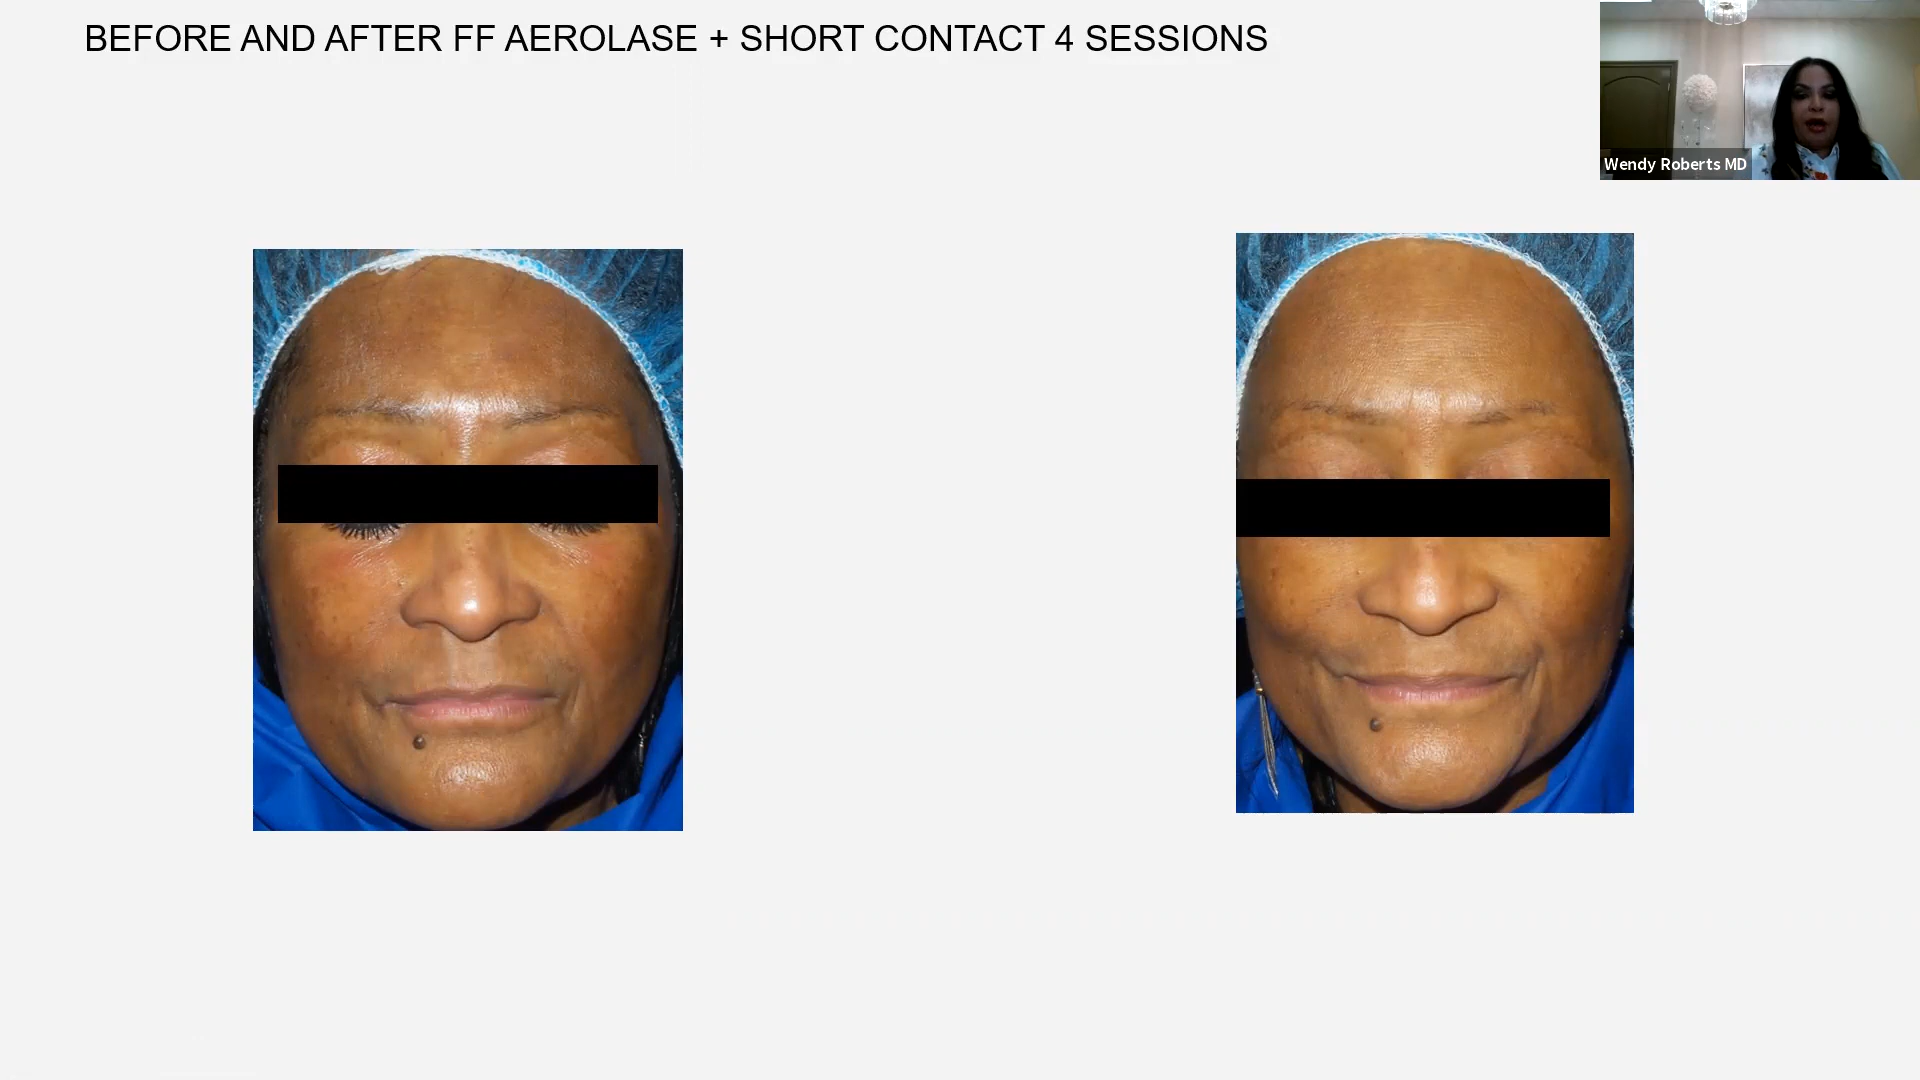 BEFORE AND AFTER FF AEROLASE + SHORT CONTACT 4 SESSIONS
Wendy Roberts MD